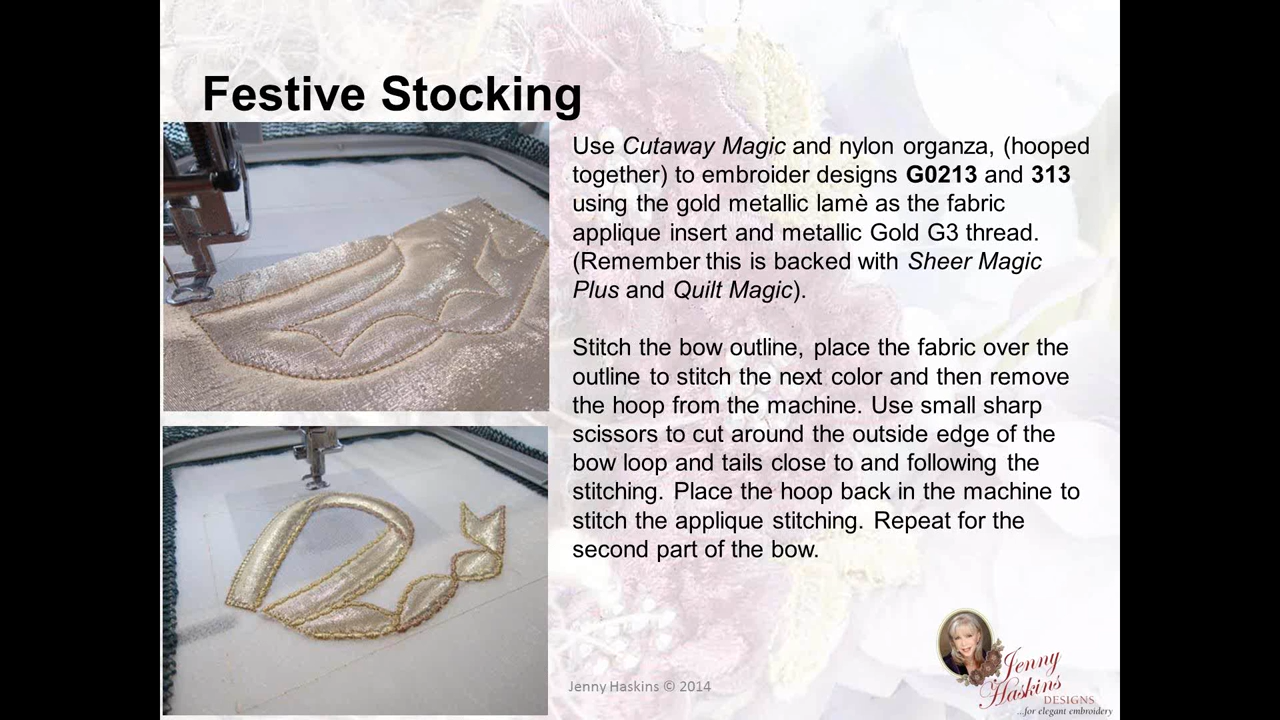 Festive Stocking
Use Cutaway Magic and nylon organza, (hooped
together) to embroider designs G0213 and 313
using the gold metallic lamè as the fabric
applique insert and metallic Gold G3 thread.
(Remember this is backed with Sheer Magic
Plus and Quilt Magic).
Stitch the bow outline, place the fabric over the
outline to stitch the next color and then remove
the hoop from the machine. Use small sharp
scissors to cut around the outside edge of the
bow loop and tails close to and following the
stitching. Place the hoop back in the machine to
stitch the applique stitching. Repeat for the
second part of the bow.
Jenny Haskins © 2014
Jenny
Haskins
DESIGNS
...for elegant embroidery